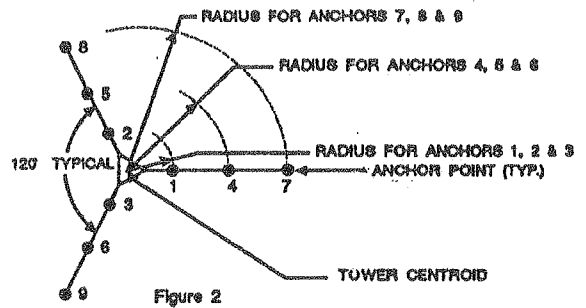 RADIUS FOR ANCHORS 7, 8 & 9
8
RADIUS FOR ANCHORS 4, 5 & 6
5
2
120° TYPICAL
RADIUS FOR ANCHORS 1, 2 & 3
ANCHOR POINT (TYP.)
1 4 7
3
6
TOWER CENTROID
9
Figure 2